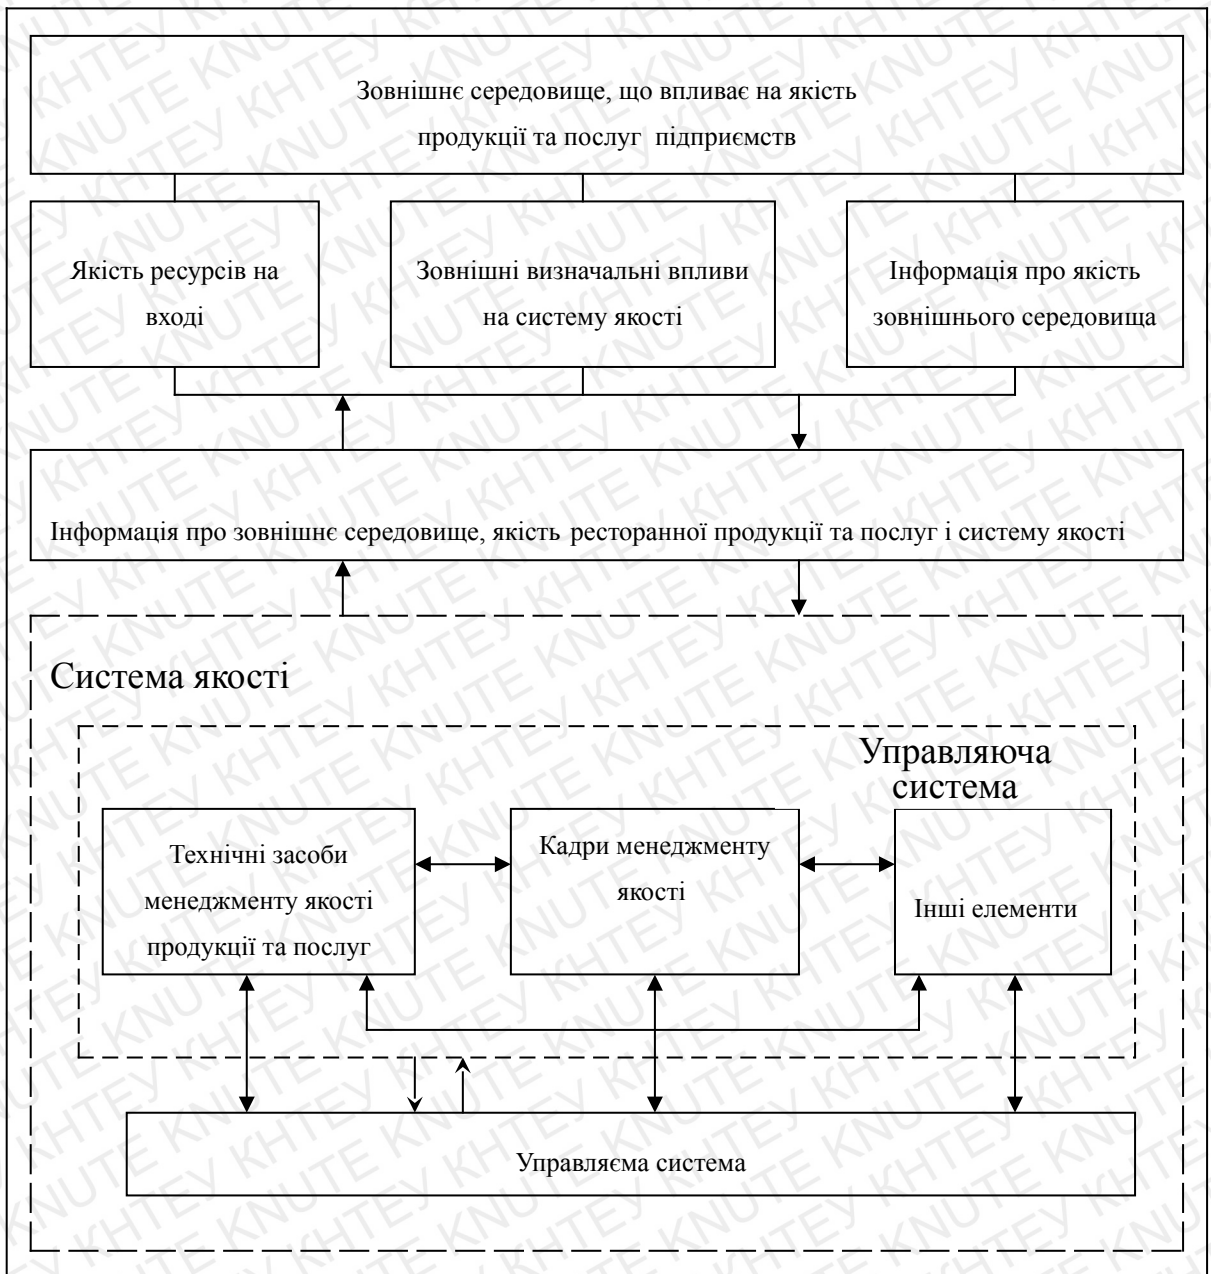 Зовнішнє середовище, що впливає на якість
продукції та послуг підприємств
Якість ресурсів на
вході
Зовнішні визначальні впливи
на систему якості
Інформація про якість
зовнішнього середовища
Інформація про зовнішнє середовище, якість ресторанної продукції та послуг і систему якості
Система якості
Управляюча
система
Технічні засоби
менеджменту якості
продукції та послуг
Кадри менеджменту
якості
Інші елементи
Управляєма система